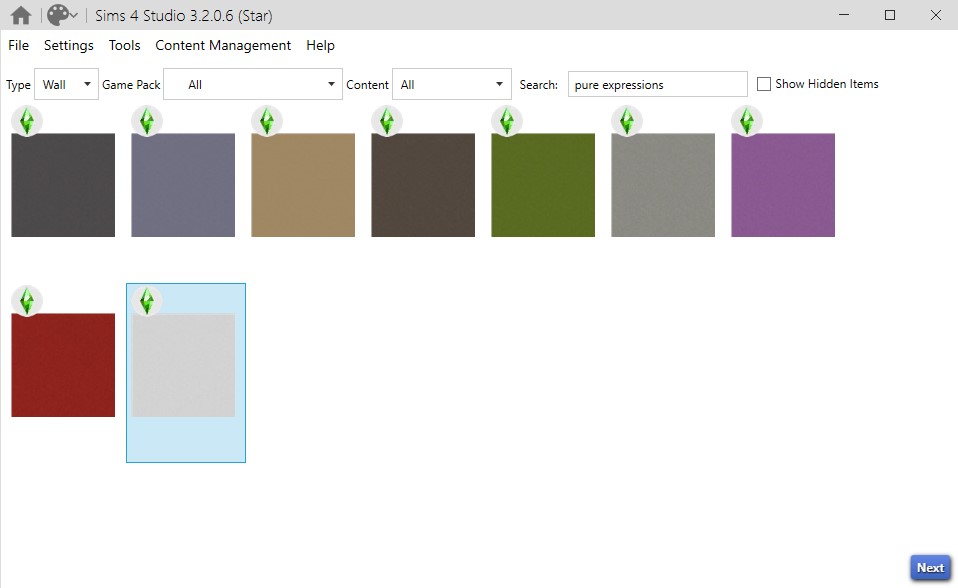 Sims 4 Studio 3.2.0.6 (Star)
File Settings Tools Content Management Help
Type Wall Game Pack All Content All Search: pure expressions Show Hidden Items
Next